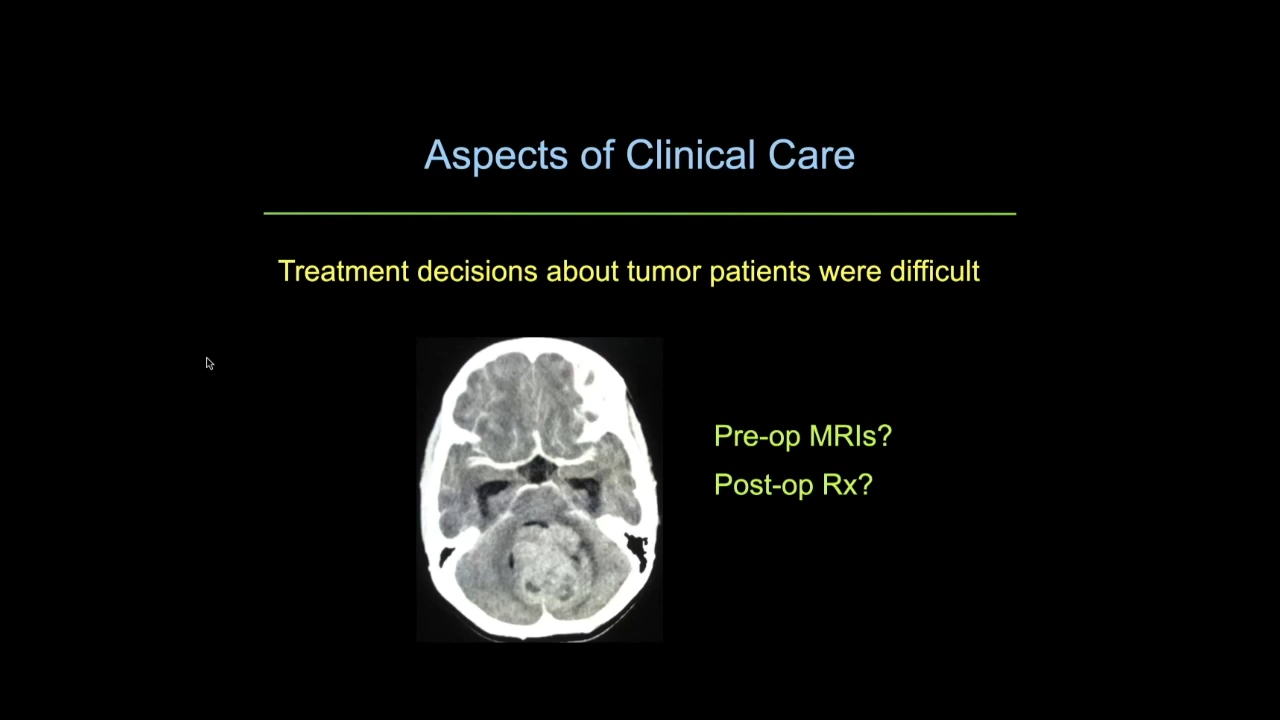 Aspects of Clinical Care
Treatment decisions about tumor patients were difficult
Pre-op MRIs?
Post-op Rx?